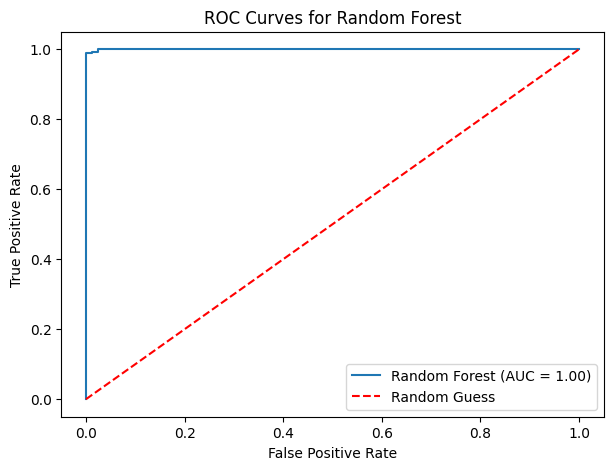 ROC Curves for Random Forest
True Positive Rate
1.0
0.8
0.6
0.4
0.2
0.0
Random Forest (AUC = 1.00)
Random Guess
0.0 0.2 0.4 0.6 0.8 1.0
False Positive Rate